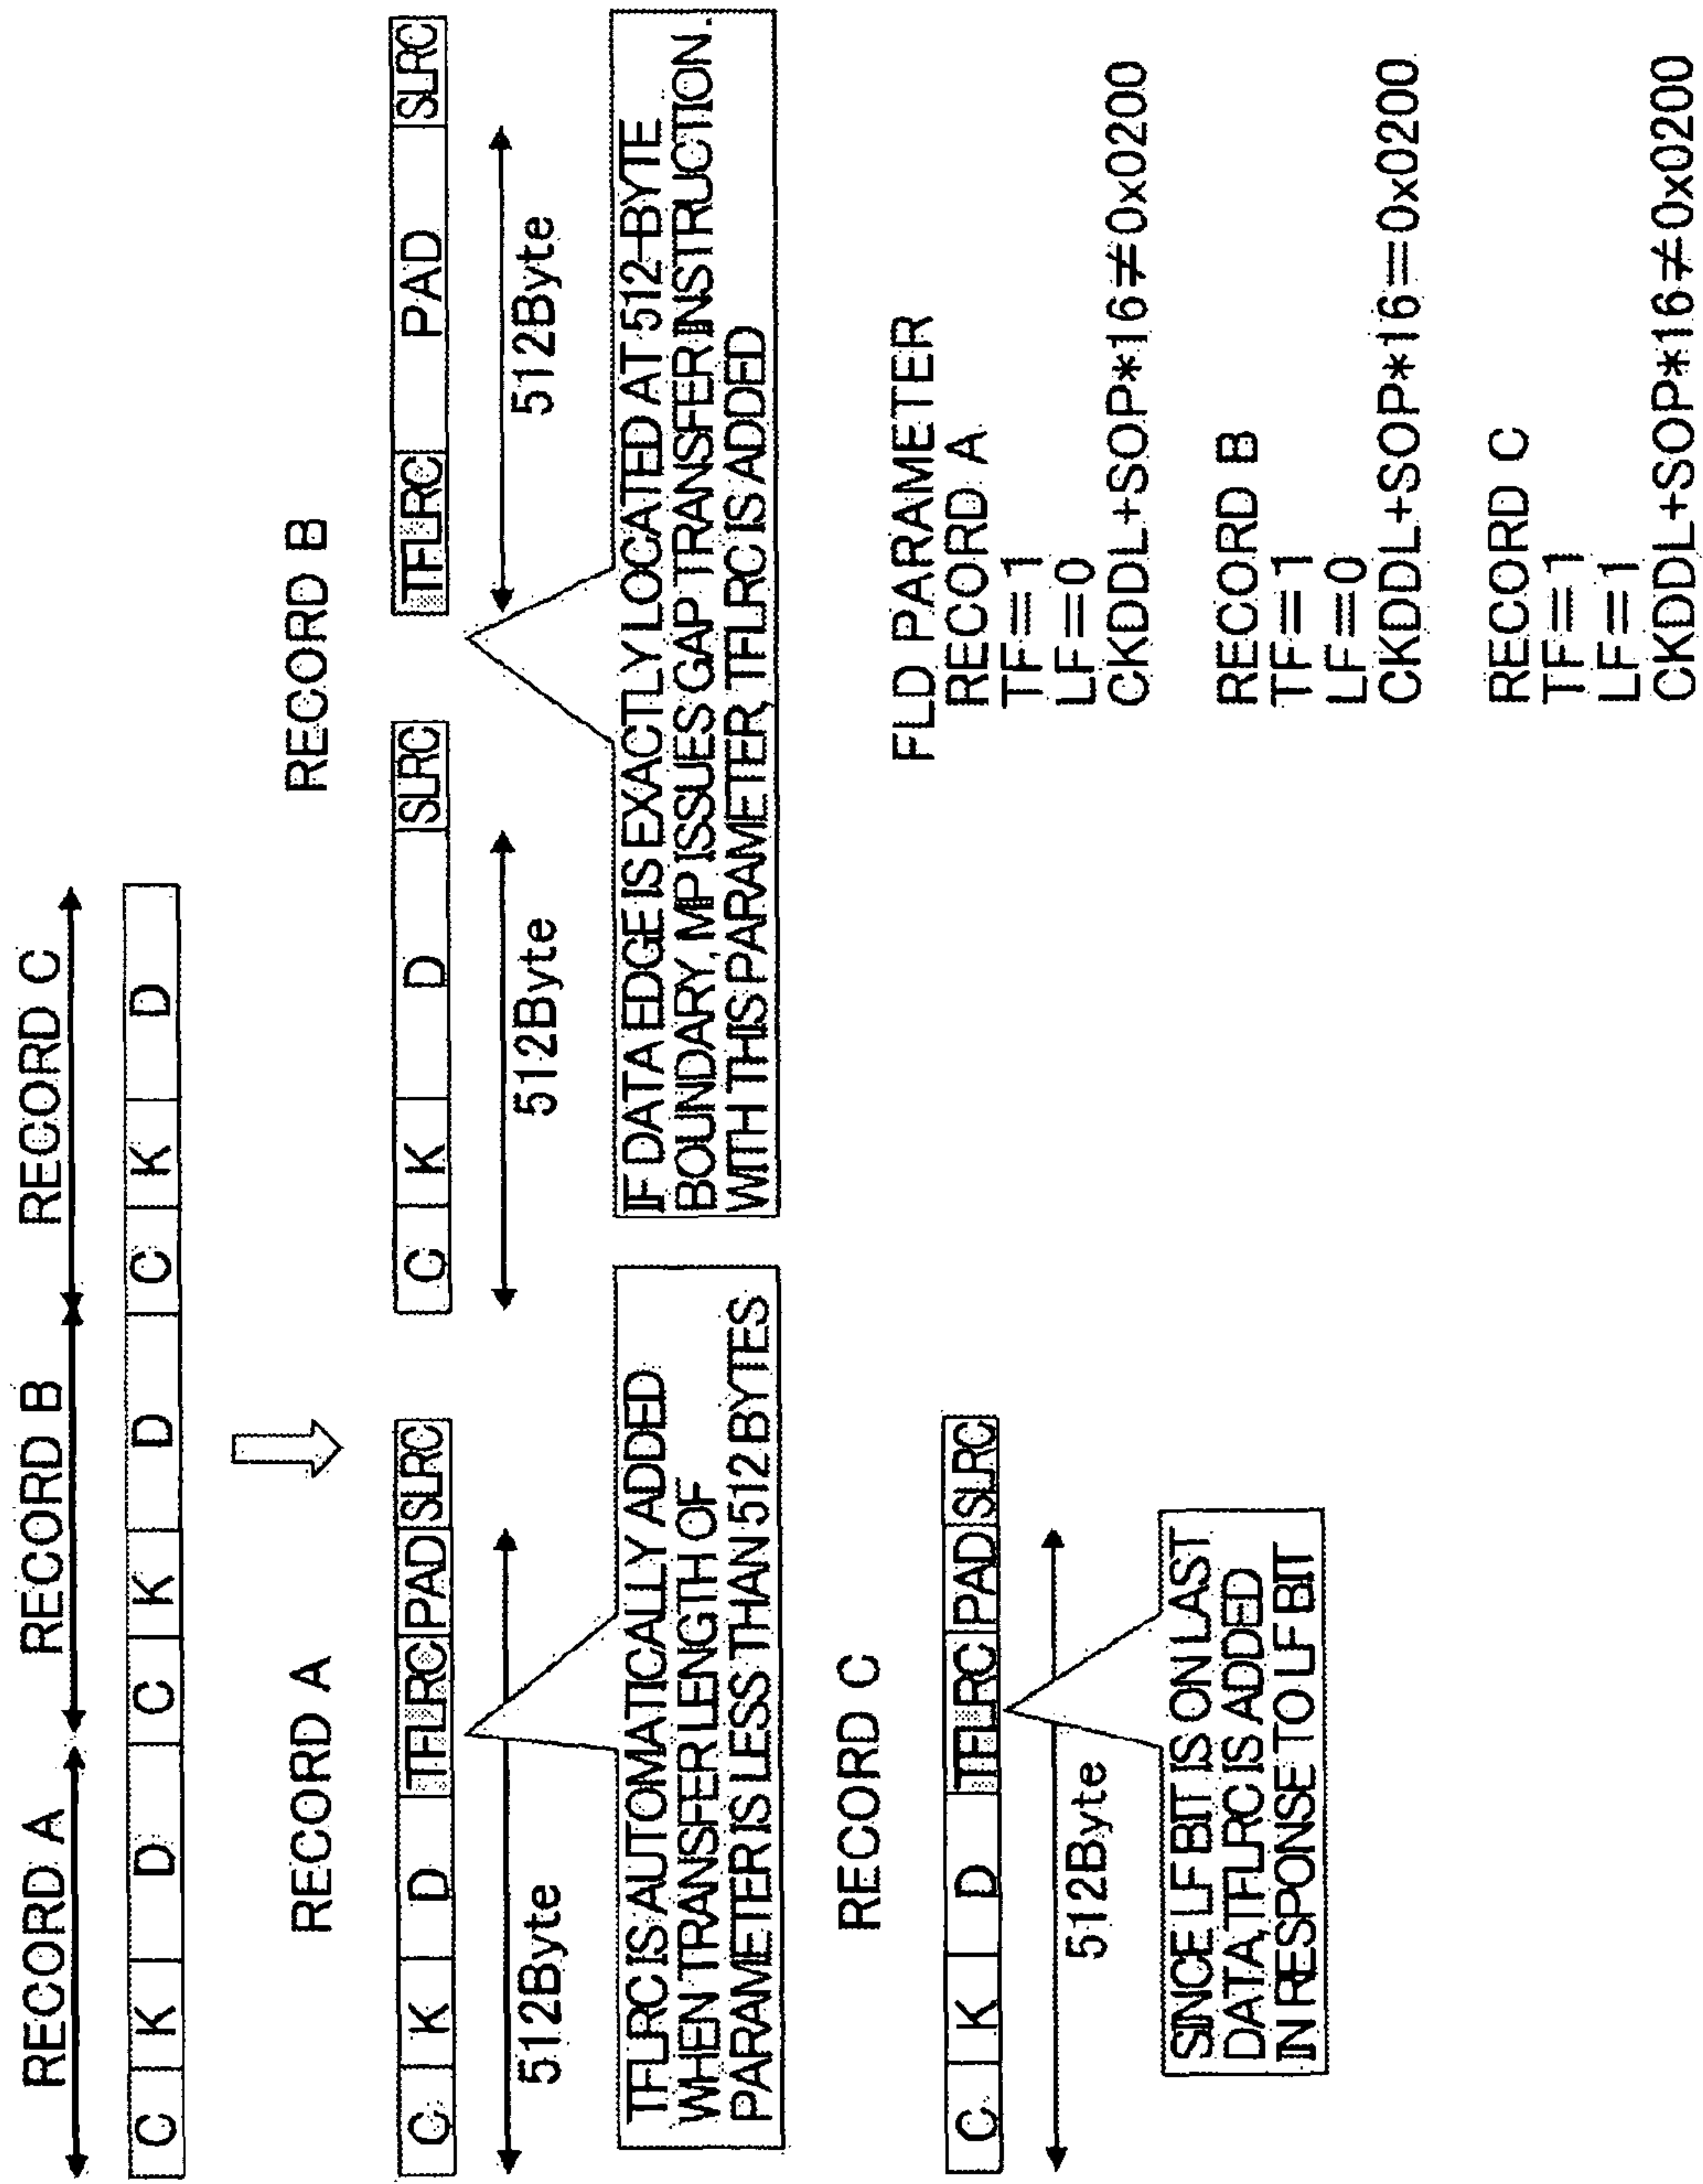 RECORD A RECORD B RECORD C
C K D C K D C K D
RECORD A
C K D TFLRC PAD SLRC
512Byte
TFLRC IS AUTOMATICALLY ADDED
WHEN TRANSFER LENGTH OF
PARAMETER IS LESS THAN 512 BYTES
RECORD B
C K D SLRC
512Byte
TFLRC PAD SLRC
512Byte
IF DATA EDGE IS EXACTLY LOCATED AT 512-BYTE
BOUNDARY, MP ISSUES GAP TRANSFER INSTRUCTION.
WITH THIS PARAMETER, TFLRC IS ADDED
RECORD C
C K D TFLRC PAD SLRC
512Byte
SINCE LF BIT IS ON LAST
DATA, TFLRC IS ADDED
IN RESPONSE TO LF BIT
FLD PARAMETER
RECORD A
TF=1
LF=0
CKDDL+SOP*16≠0x0200
RECORD B
TF=1
LF=0
CKDDL+SOP*16=0x0200
RECORD C
TF=1
LF=1
CKDDL+SOP*16≠0x0200